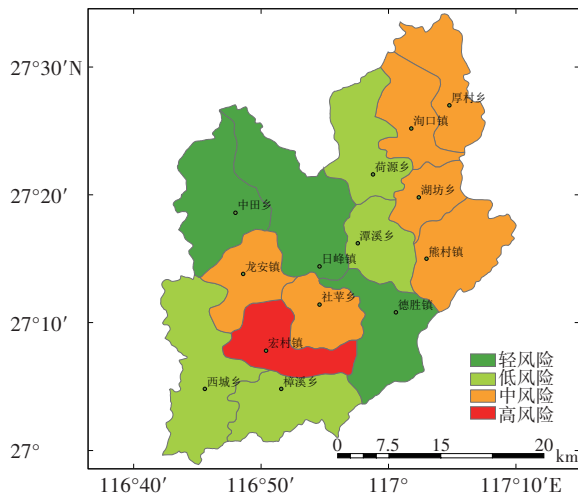 27°30′N
厚村乡
洵口镇
荷源乡
27°20′
湖坊乡
中田乡
潭溪乡
日峰镇
熊村镇
龙安镇
社苹乡
德胜镇
27°10′
宏村镇
轻风险
西城乡
樟溪乡
低风险
中风险
高风险
27°
0 7.5 15 20
km
116°40′ 116°50′ 117° 117°10′